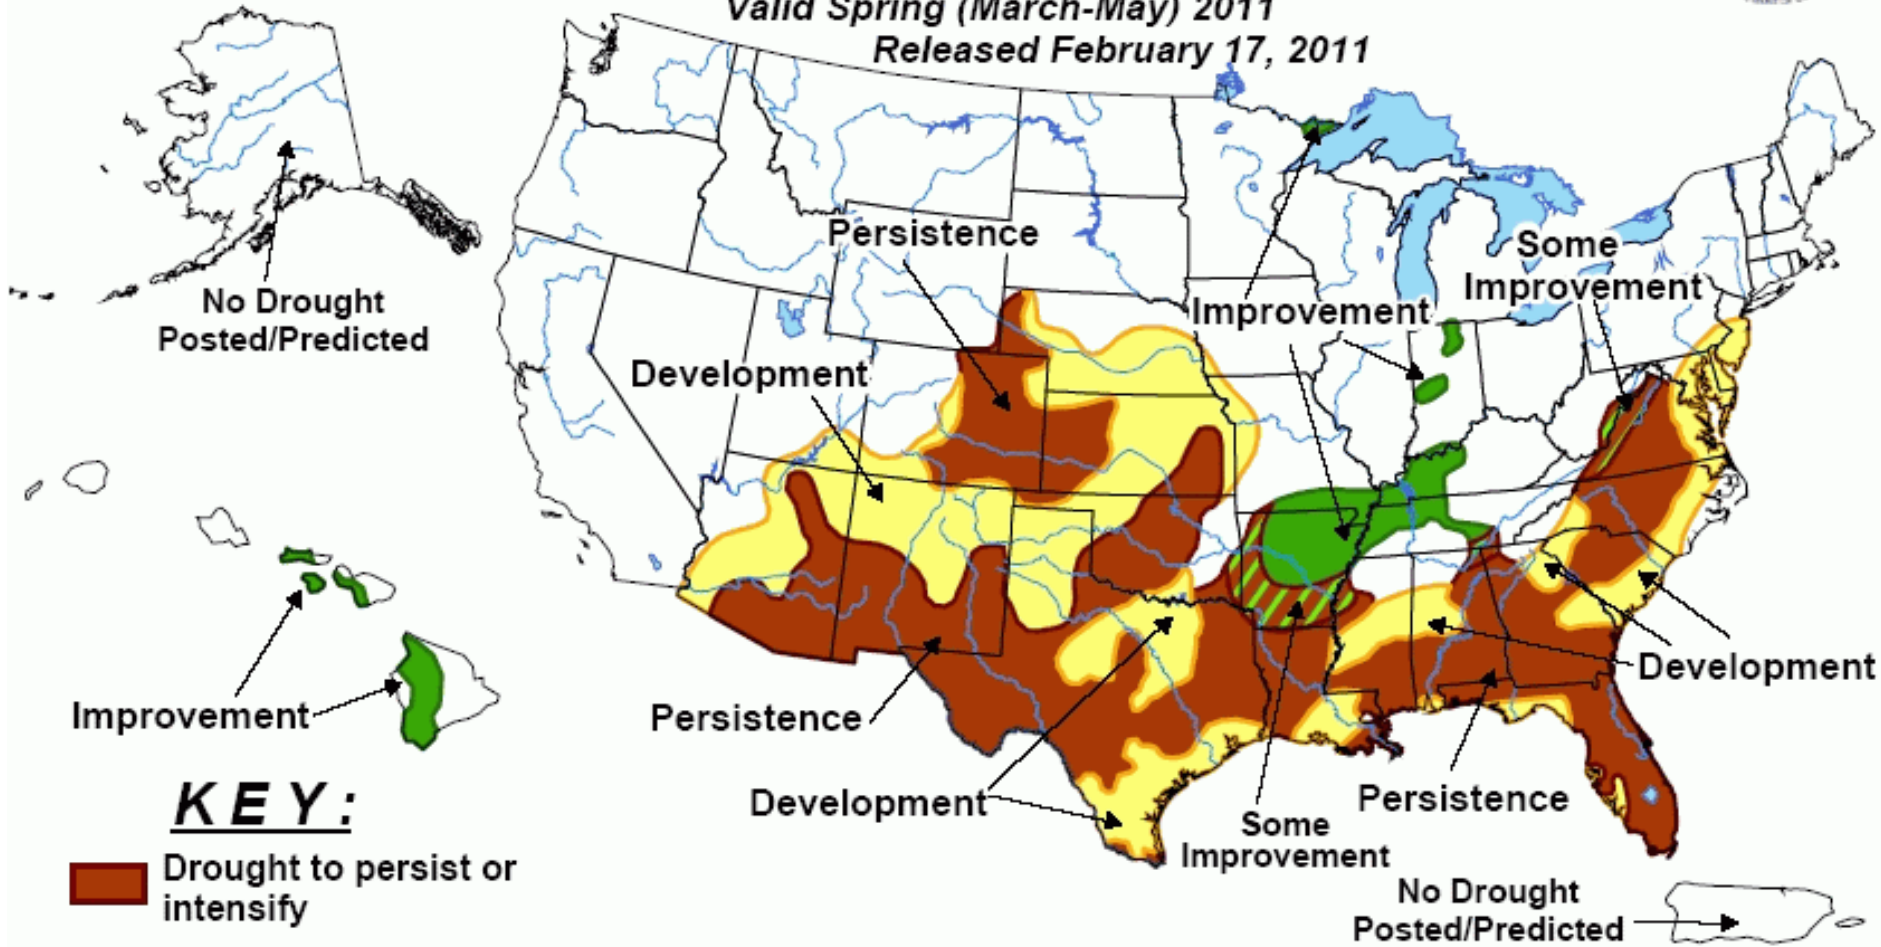 Valid Spring (March-May) 2011
Released February 17, 2011
Persistence
Some
Improvement
No Drought
Posted/Predicted
Improvement
Development
Improvement
Persistence
Development
Development
Persistence
Some
Improvement
KEY:
Drought to persist or
intensify
No Drought
Posted/Predicted